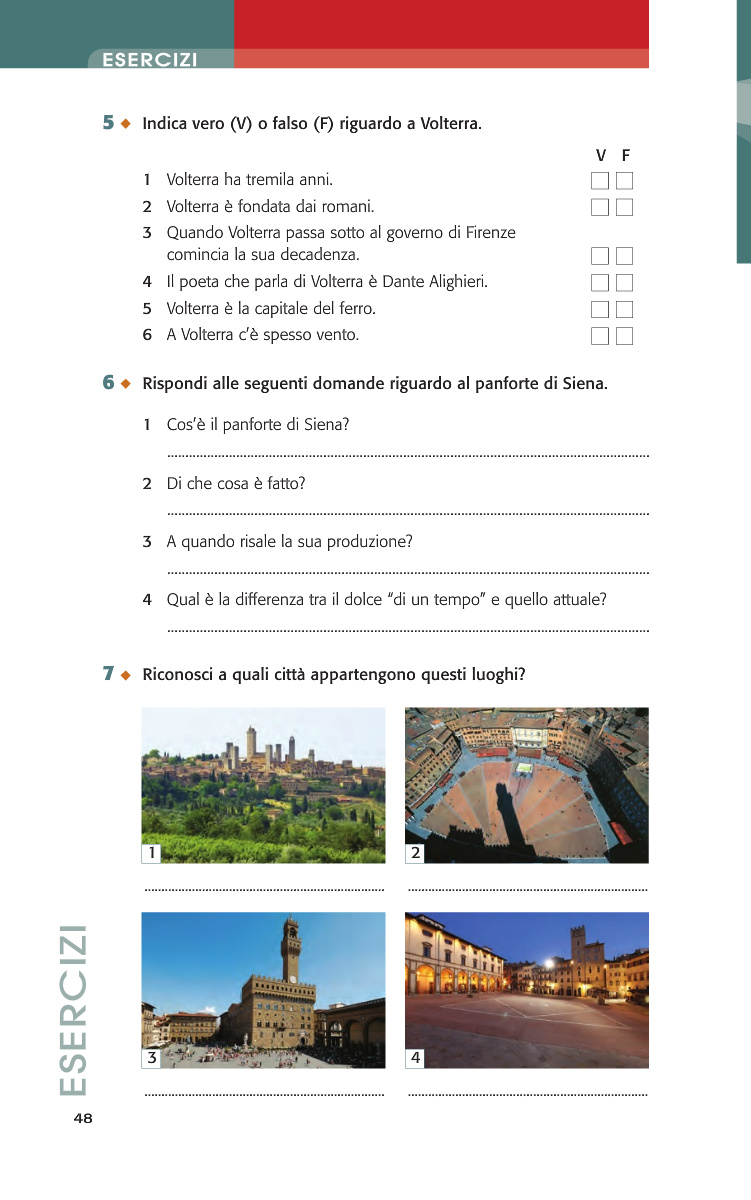 ESERCIZI
5 ◆ Indica vero (V) o falso (F) riguardo a Volterra.
V F
1 Volterra ha tremila anni.
2 Volterra è fondata dai romani.
3 Quando Volterra passa sotto al governo di Firenze
comincia la sua decadenza.
4 Il poeta che parla di Volterra è Dante Alighieri.
5 Volterra è la capitale del ferro.
6 A Volterra c'è spesso vento.
6 ◆ Rispondi alle seguenti domande riguardo al panforte di Siena.
1 Cos'è il panforte di Siena?
2 Di che cosa è fatto?
3 A quando risale la sua produzione?
4 Qual è la differenza tra il dolce “di un tempo” e quello attuale?
7 ◆ Riconosci a quali città appartengono questi luoghi?
1
2
3
4
ESERCIZI
48